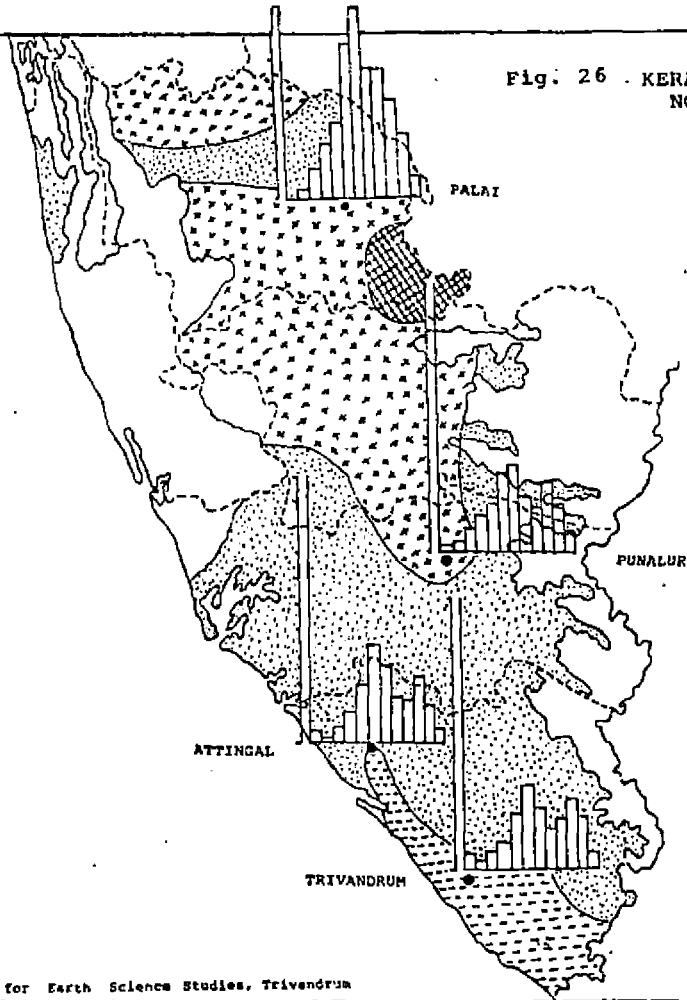 Fig. 26 . KERA
NO
PALAI
PUNALUR
ATTINGAL
TRIVANDRUM
for Earth Science Studies, Trivandrum